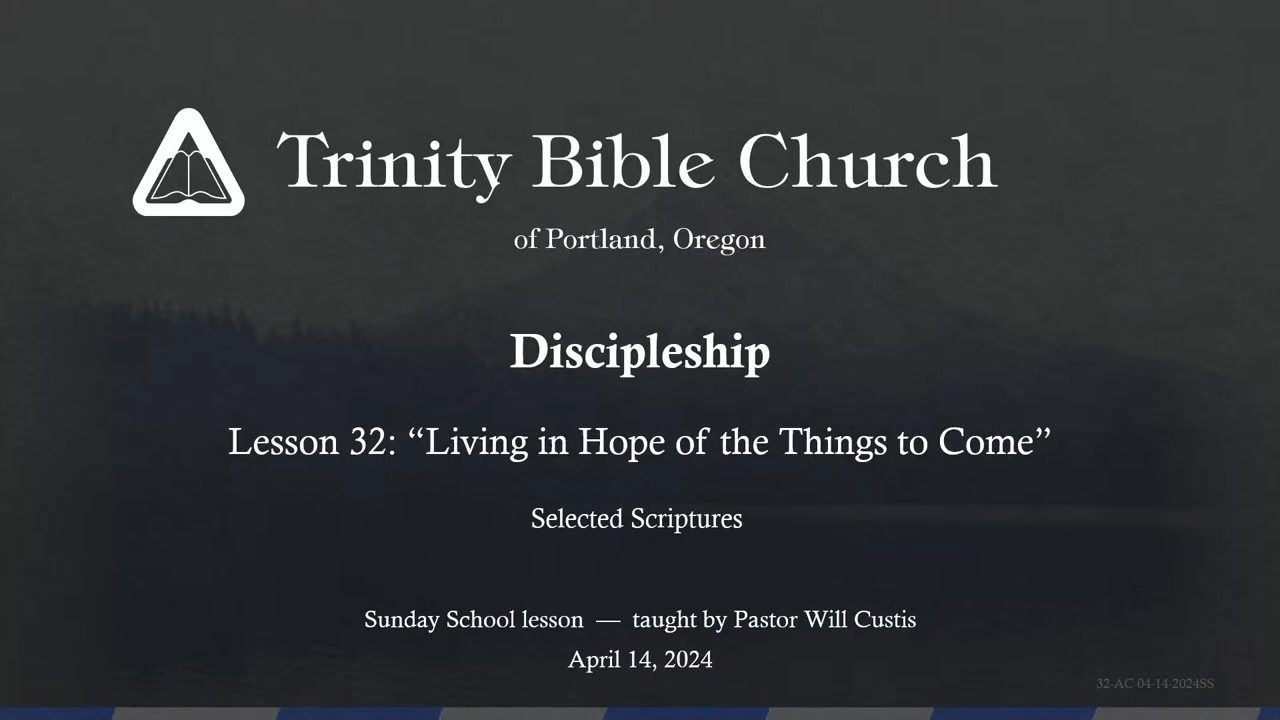 Trinity Bible Church
of Portland, Oregon
Discipleship
Lesson 32: “Living in Hope of the Things to Come”
Selected Scriptures
Sunday School lesson — taught by Pastor Will Custis
April 14, 2024
32-AC 04-14-2024SS